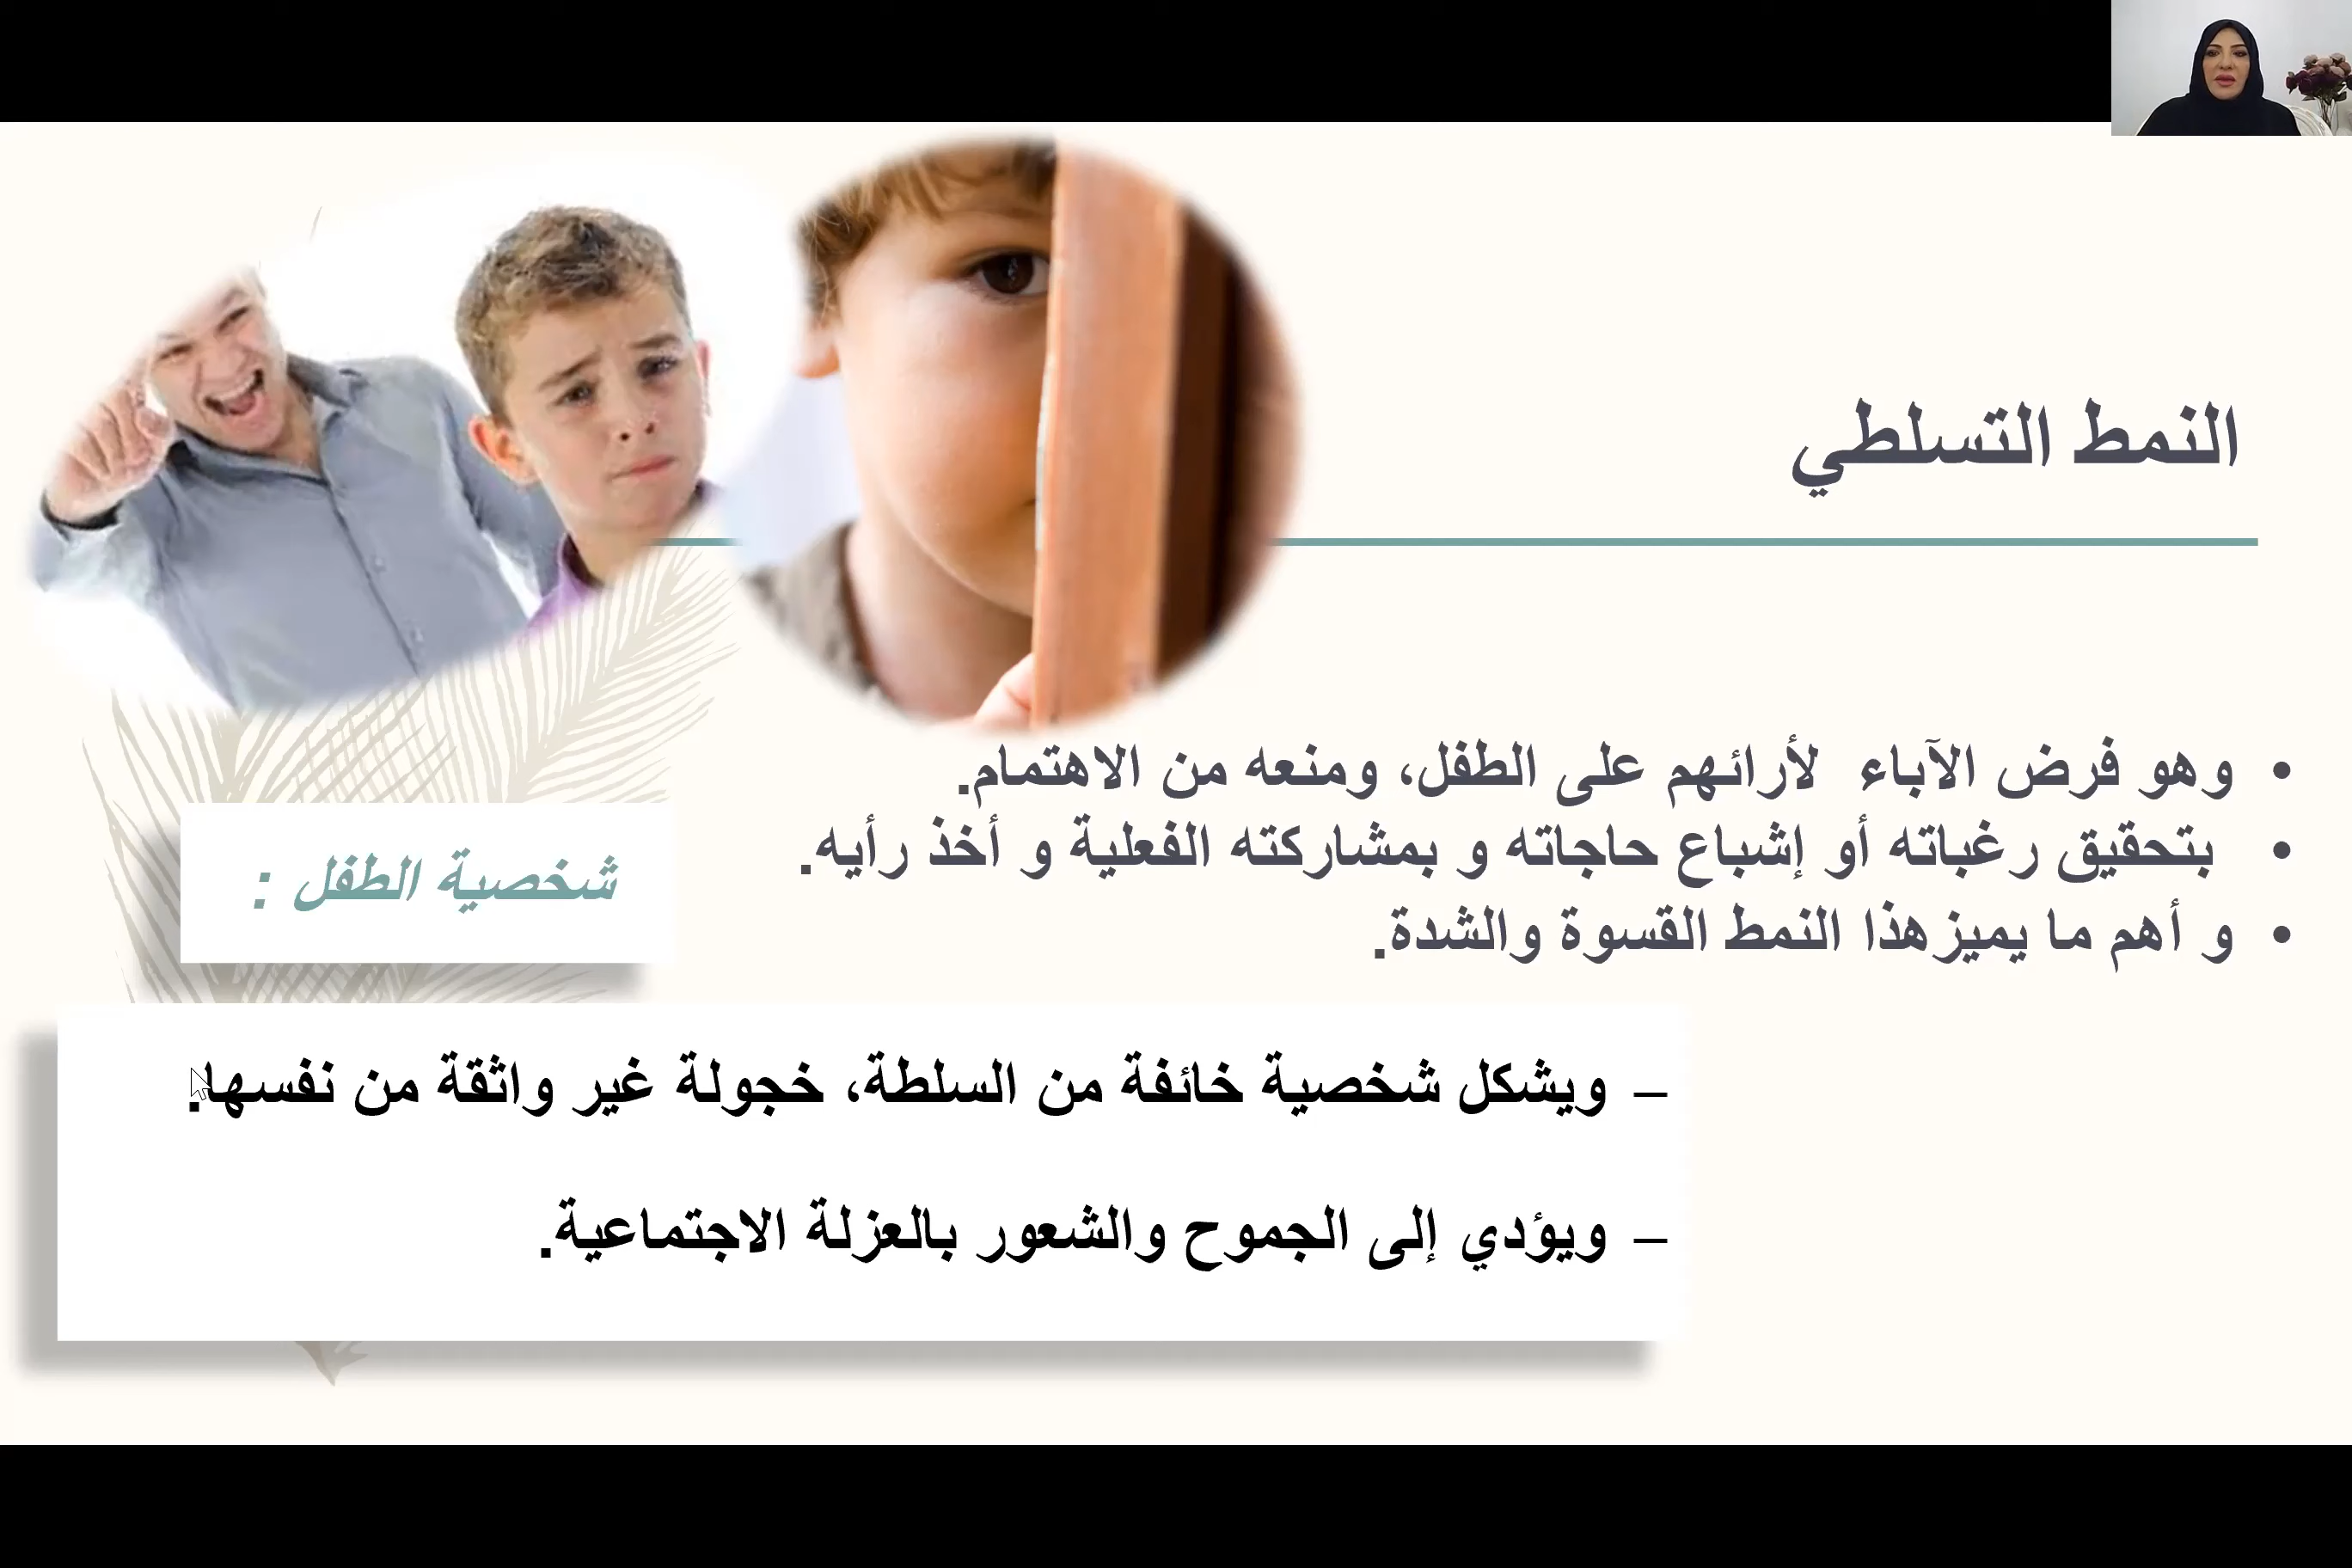 النمط التسلطي
• وهو فرض الآباء لأرائهم على الطفل، ومنعه من الاهتمام.
• بتحقيق رغباته أو إشباع حاجاته و بمشاركته الفعلية و أخذ رأيه.
• و أهم ما يميزهذا النمط القسوة والشدة.
شخصية الطفل :
– ويشكل شخصية خائفة من السلطة، خجولة غير واثقة من نفسها.
– ويؤدي إلى الجموح والشعور بالعزلة الاجتماعية.